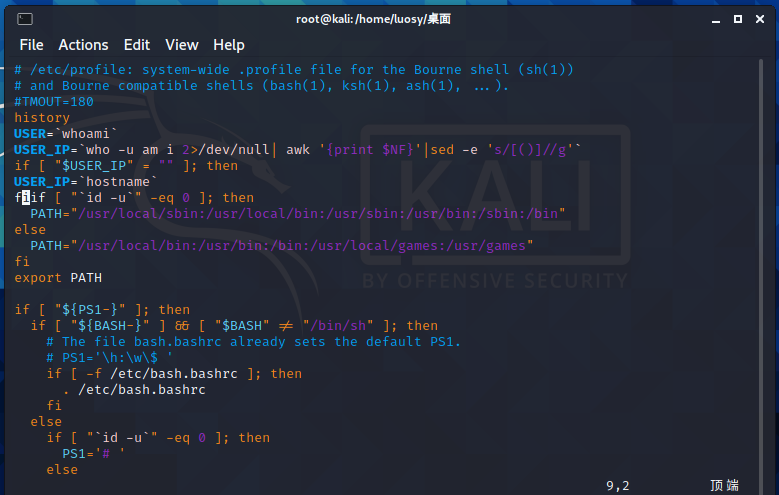 root@kali:/home/luosy/桌面
File Actions Edit View Help
# /etc/profile: system-wide .profile file for the Bourne shell (sh(1))
# and Bourne compatible shells (bash(1), ksh(1), ash(1), ...).
#TMOUT=180
history
USER=`whoami`
USER_IP=`who -u am i 2>/dev/null| awk '{print $NF}'|sed -e 's/[()]//g'`
if [ "$USER_IP" = "" ]; then
USER_IP=`hostname`
fiif [ "`id -u`" -eq 0 ]; then
  PATH="/usr/local/sbin:/usr/local/bin:/usr/sbin:/usr/bin:/sbin:/bin"
else
  PATH="/usr/local/bin:/usr/bin:/bin:/usr/local/games:/usr/games"
fi
export PATH
if [ "${PS1-}" ]; then
  if [ "${BASH-}" ] && [ "$BASH" != "/bin/sh" ]; then
    # The file bash.bashrc already sets the default PS1.
    # PS1='\h:\w\$ '
    if [ -f /etc/bash.bashrc ]; then
      . /etc/bash.bashrc
    fi
  else
    if [ "`id -u`" -eq 0 ]; then
      PS1='# '
    else
9,2 顶端
KALI
BY OFFENSIVE SECURITY